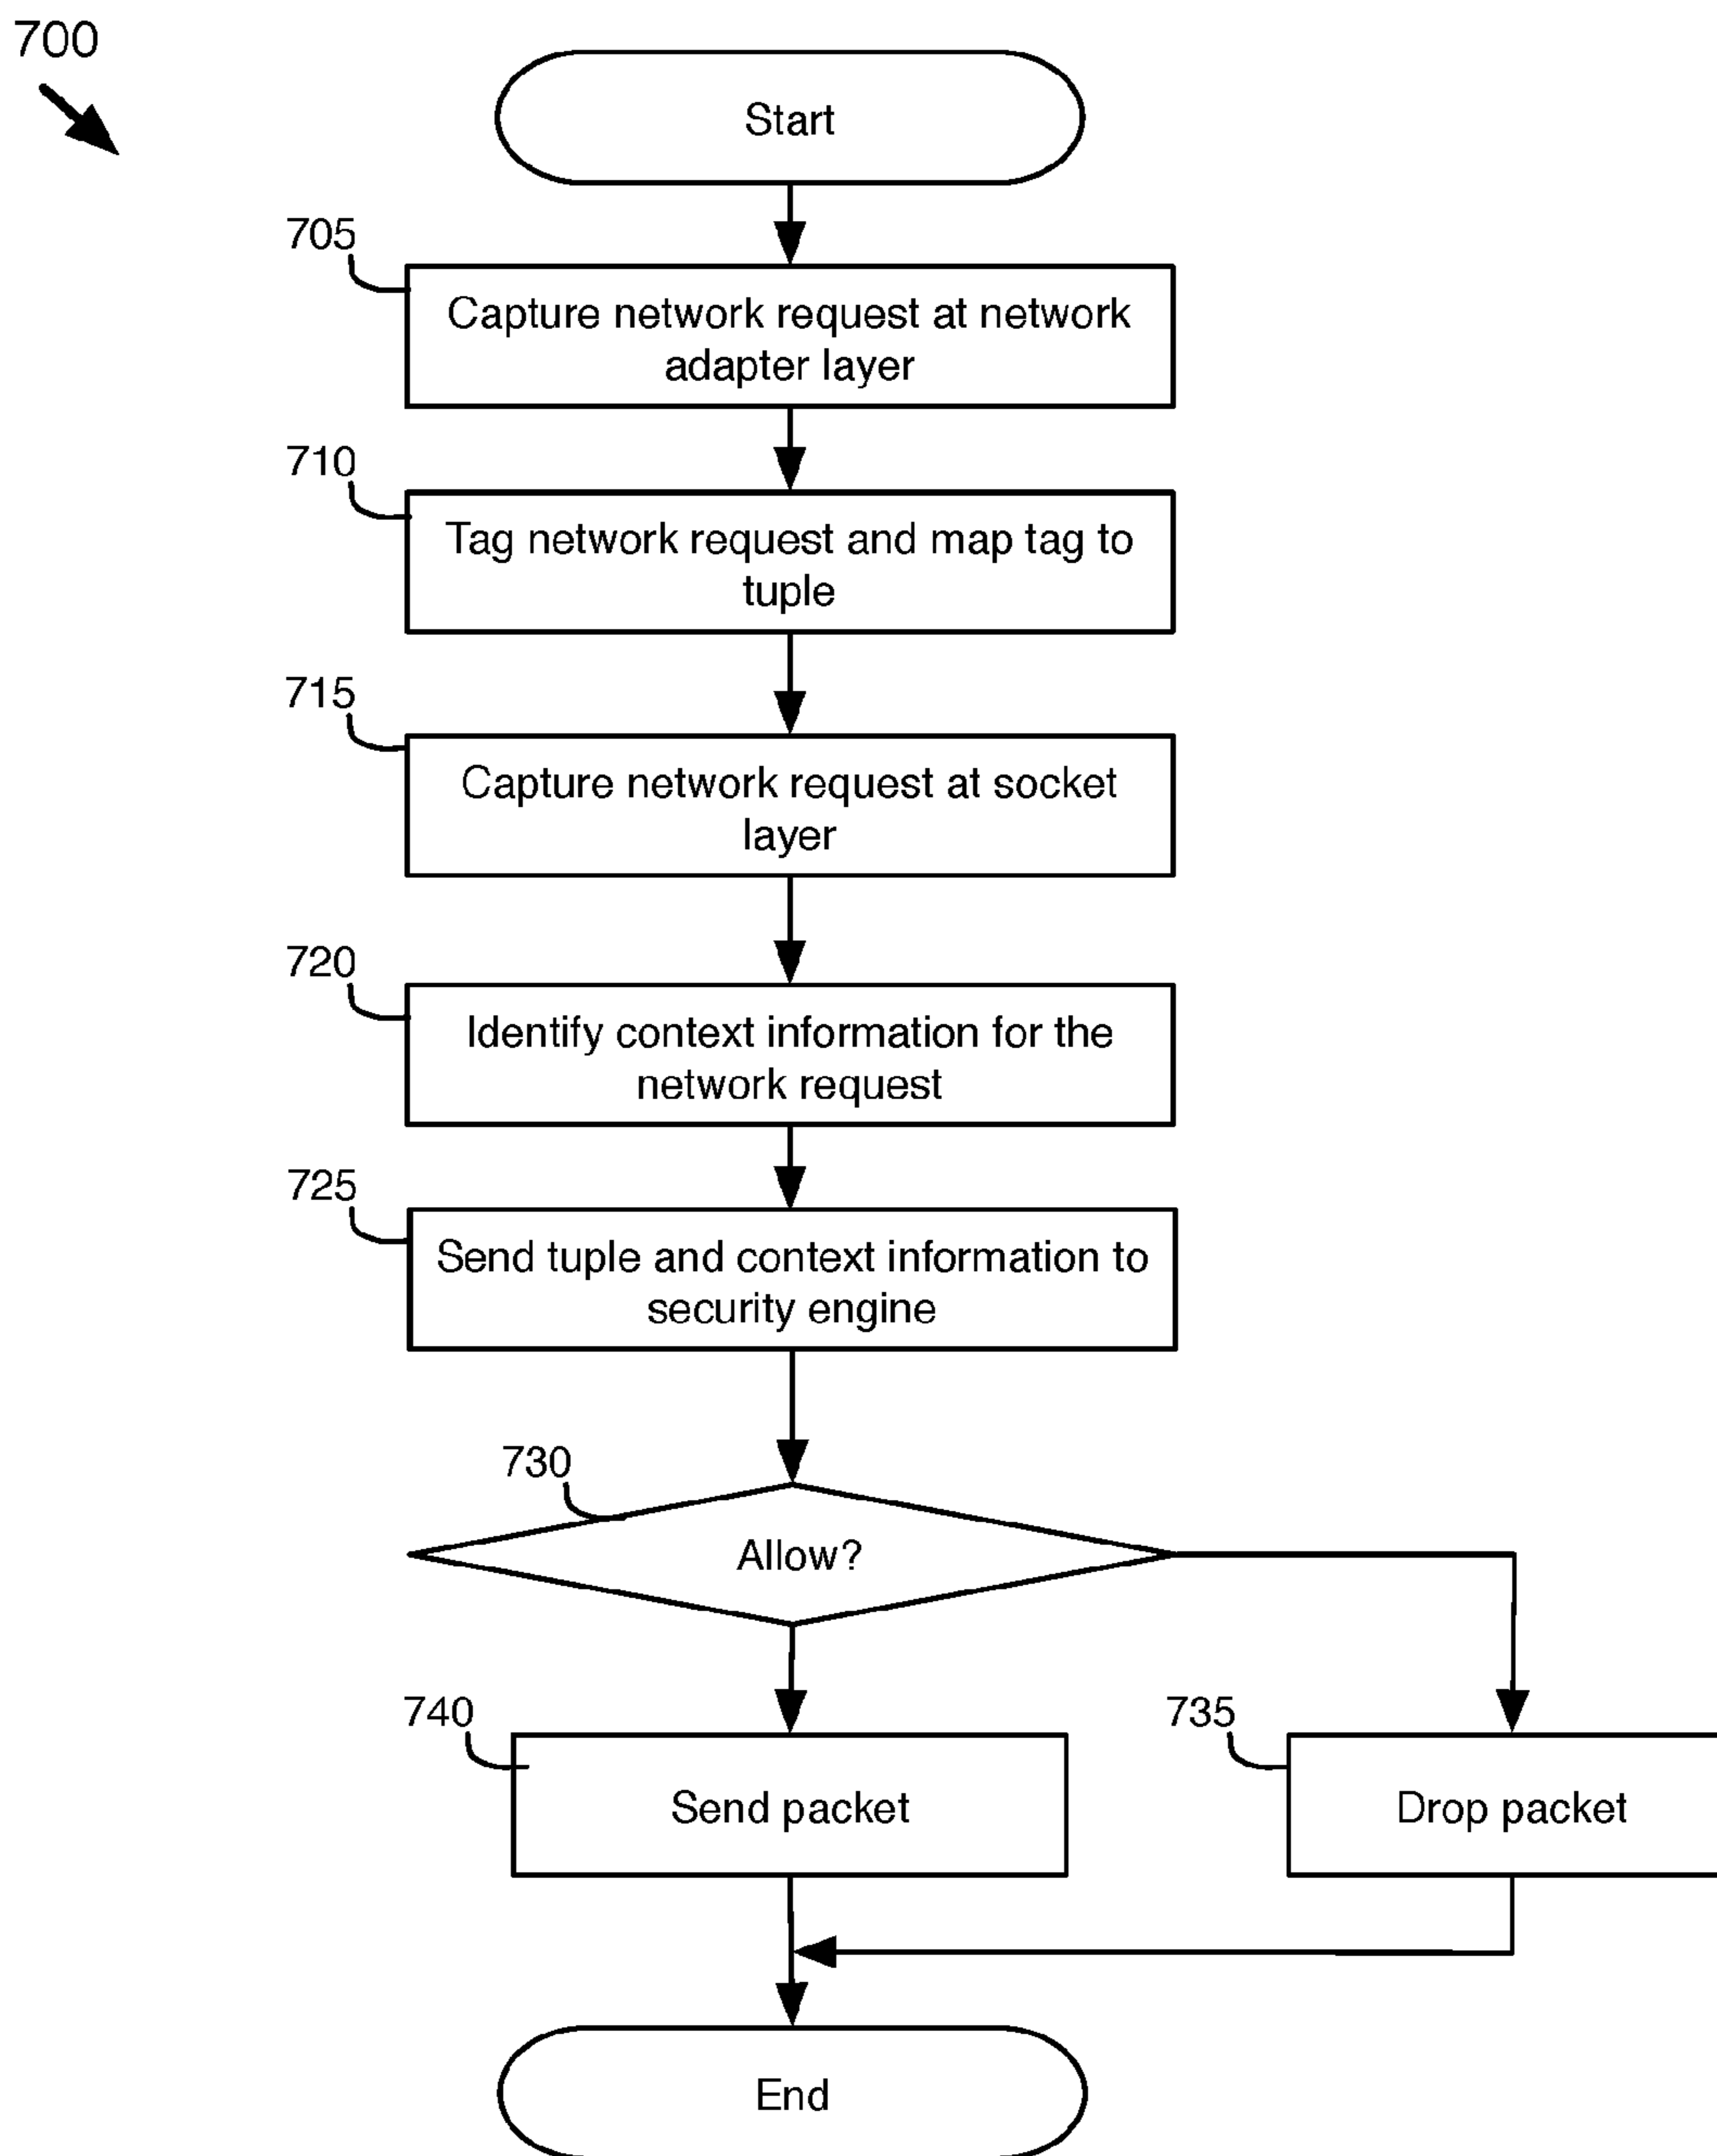 700
Start
705
Capture network request at network
adapter layer
710
Tag network request and map tag to
tuple
715
Capture network request at socket
layer
720
Identify context information for the
network request
725
Send tuple and context information to
security engine
730
Allow?
740
Send packet
735
Drop packet
End